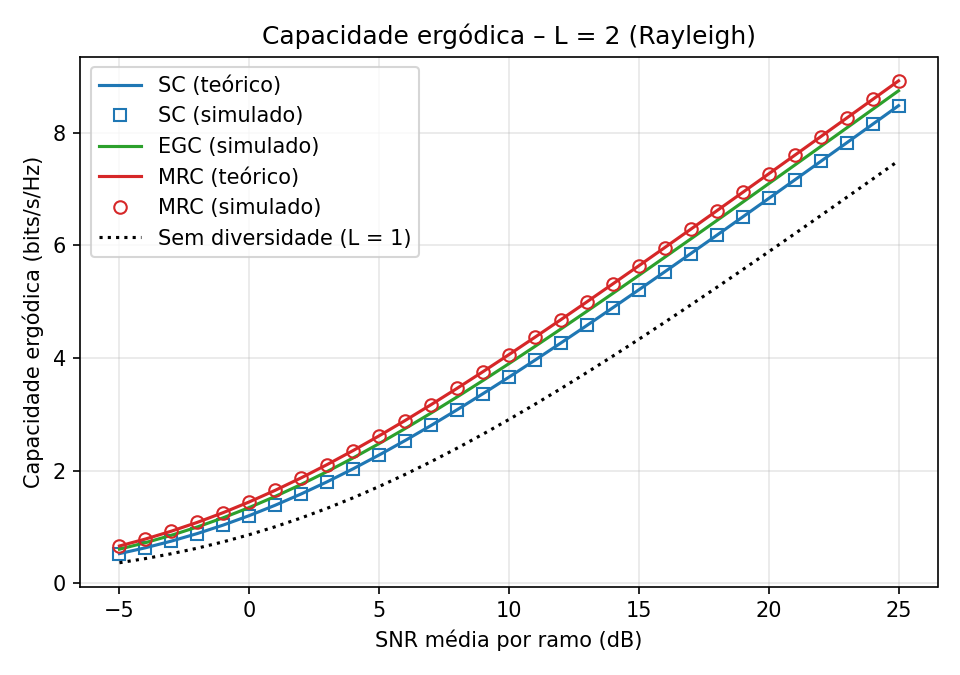 Capacidade ergódica – L = 2 (Rayleigh)
SC (teórico)
SC (simulado)
EGC (simulado)
MRC (teórico)
MRC (simulado)
Sem diversidade (L = 1)
Capacidade ergódica (bits/s/Hz)
8
6
4
2
0
−5
0
5
10
15
20
25
SNR média por ramo (dB)